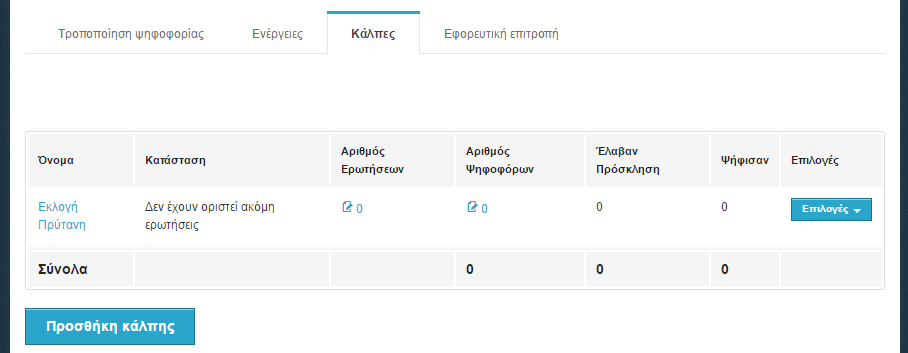 Τροποποίηση ψηφοφορίας Ενέργειες Κάλπες Εφορευτική επιτροπή
Όνομα Κατάσταση Αριθμός Ερωτήσεων Αριθμός Ψηφοφόρων Έλαβαν Πρόσκληση Ψήφισαν Επιλογές
Εκλογή Πρύτανη Δεν έχουν οριστεί ακόμη ερωτήσεις 0 0 0 0 Επιλογές
Σύνολα 0 0 0
Προσθήκη κάλπης